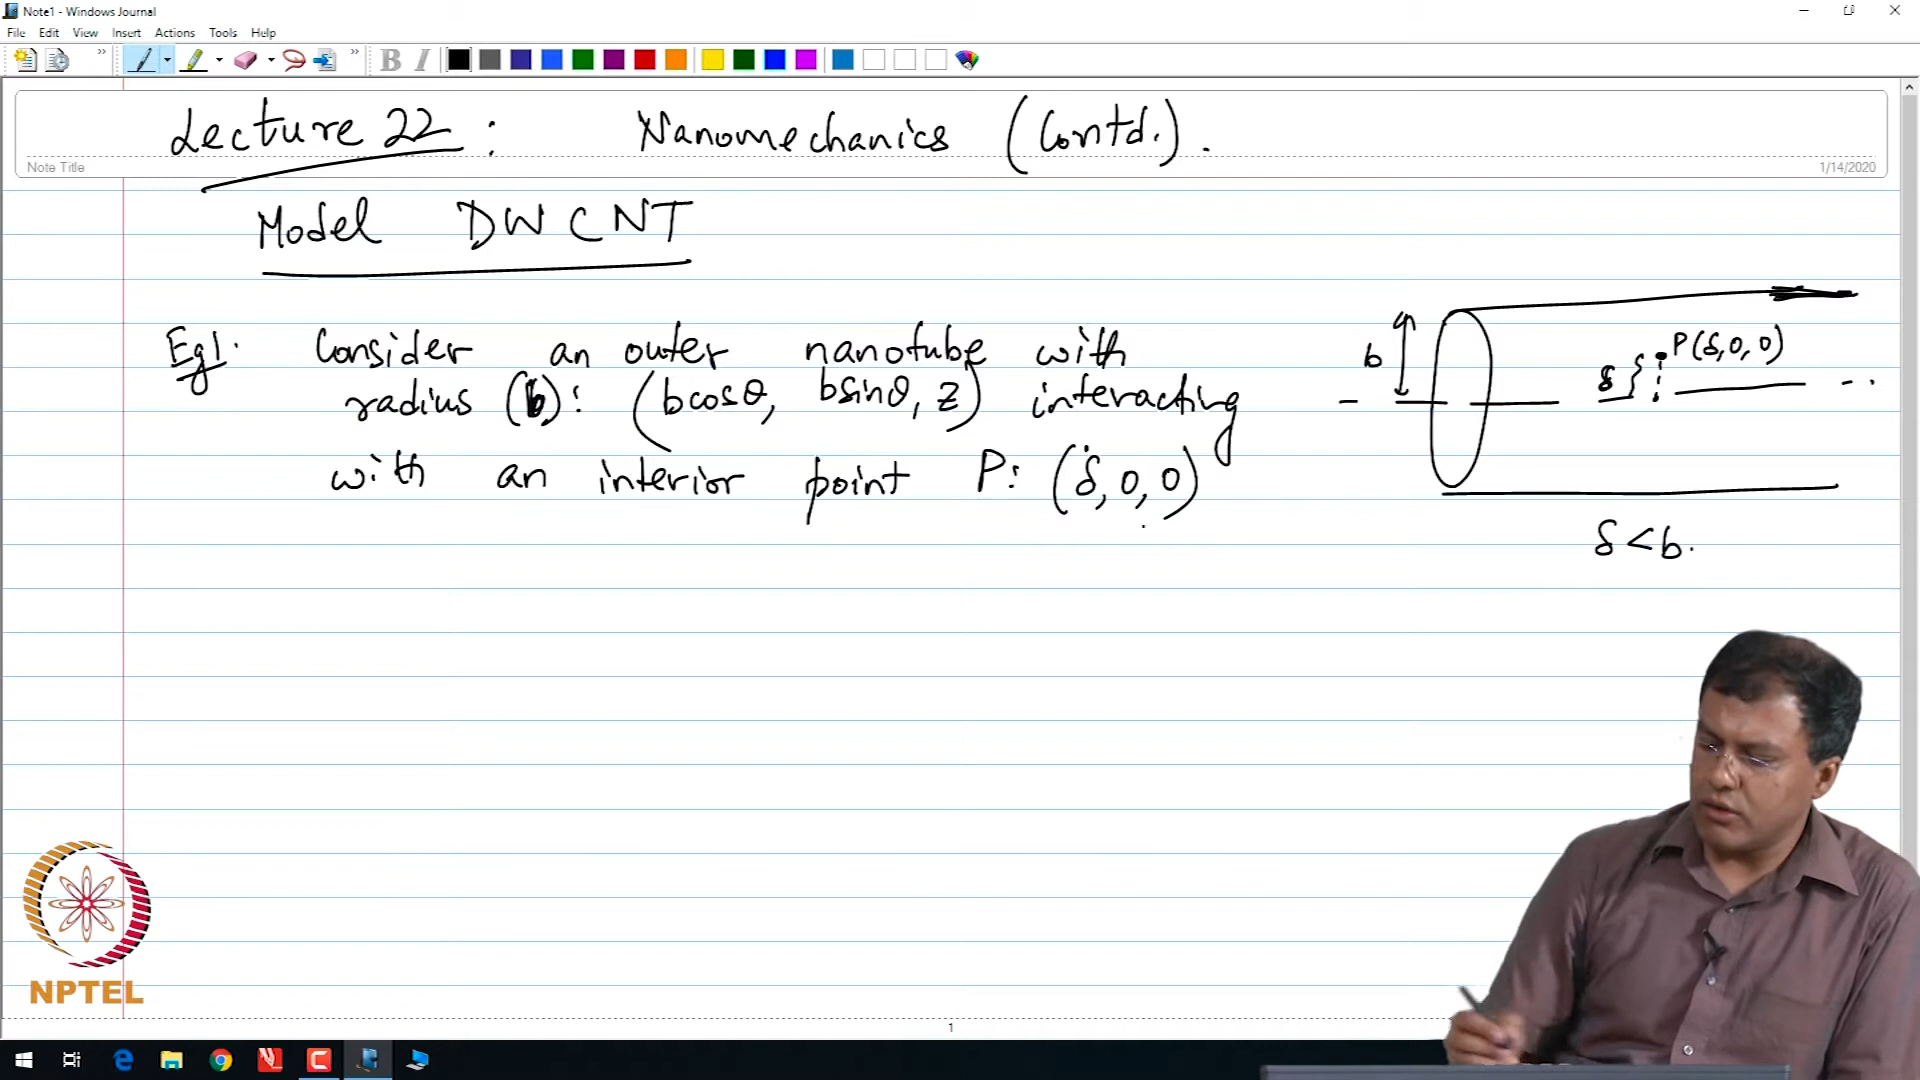 Note1 - Windows Journal
File Edit View Insert Actions Tools Help
Lecture 22 : Nanomechanics (Contd.).
Note Title
1/14/2020
Model DWCNT
Eg1. Consider an outer nanotube with
radius (b): (bcosθ, bsinθ, z) interacting
with an interior point P: (δ, 0, 0)
b
δ
P(δ, 0, 0)
δ < b.
NPTEL
1